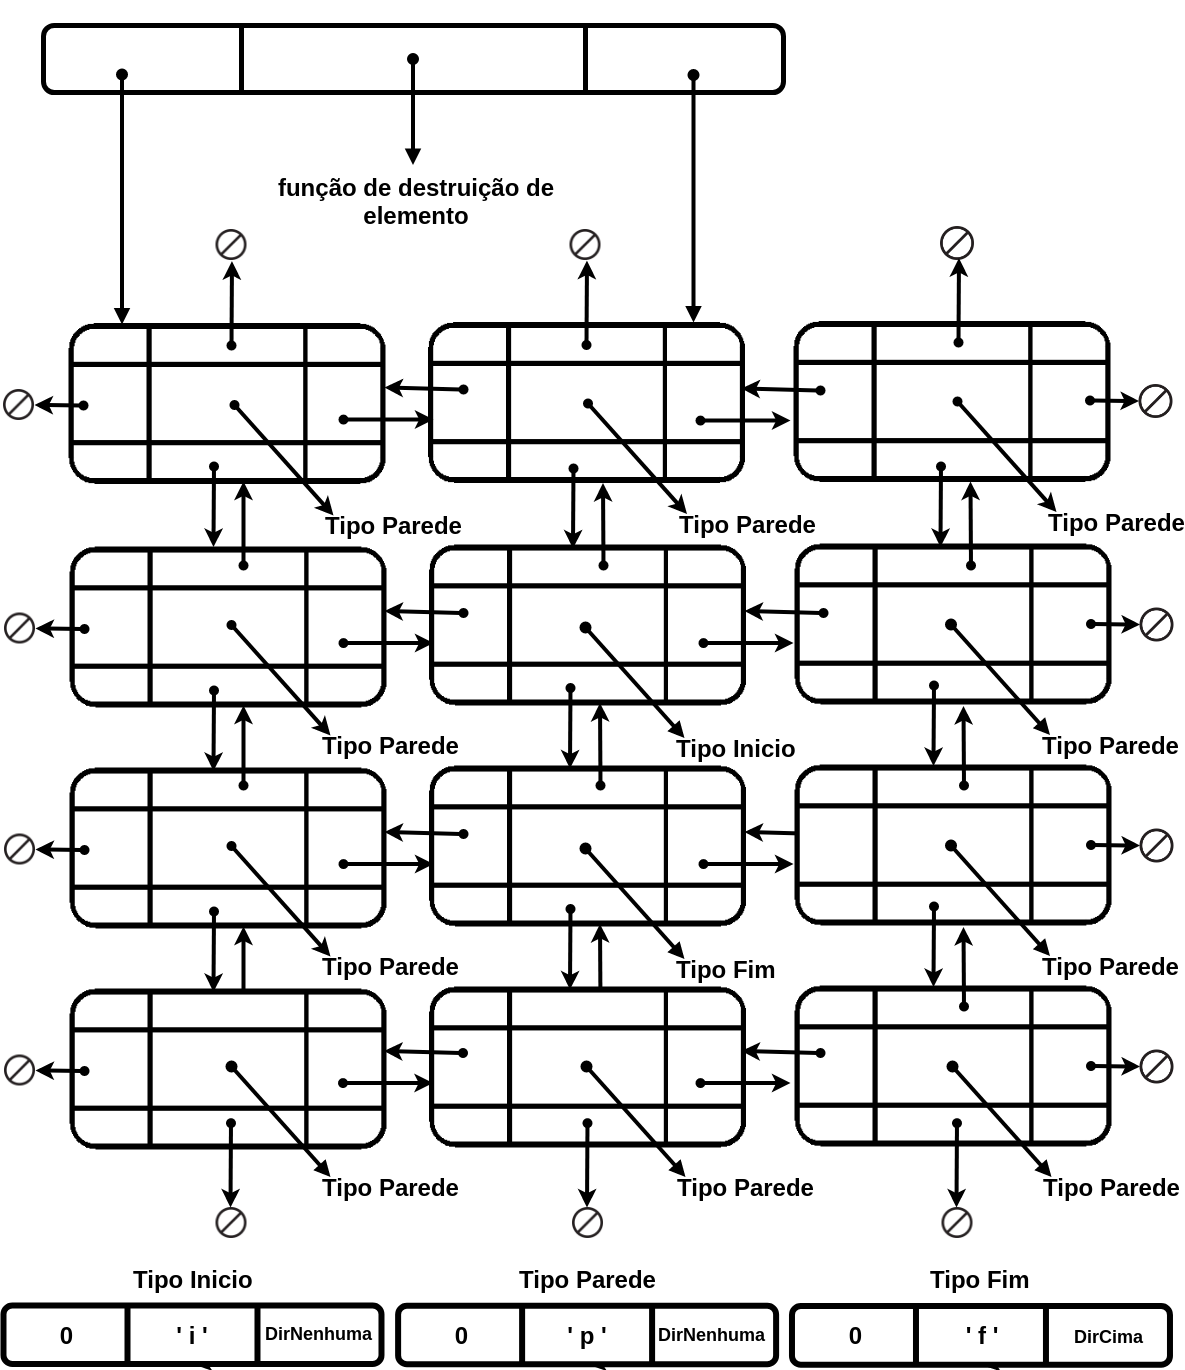 função de destruição de
elemento
Tipo Parede
Tipo Parede
Tipo Parede
Tipo Parede
Tipo Inicio
Tipo Parede
Tipo Parede
Tipo Fim
Tipo Parede
Tipo Parede
Tipo Parede
Tipo Parede
Tipo Inicio
Tipo Parede
Tipo Fim
0
' i '
DirNenhuma
0
' p '
DirNenhuma
0
' f '
DirCima